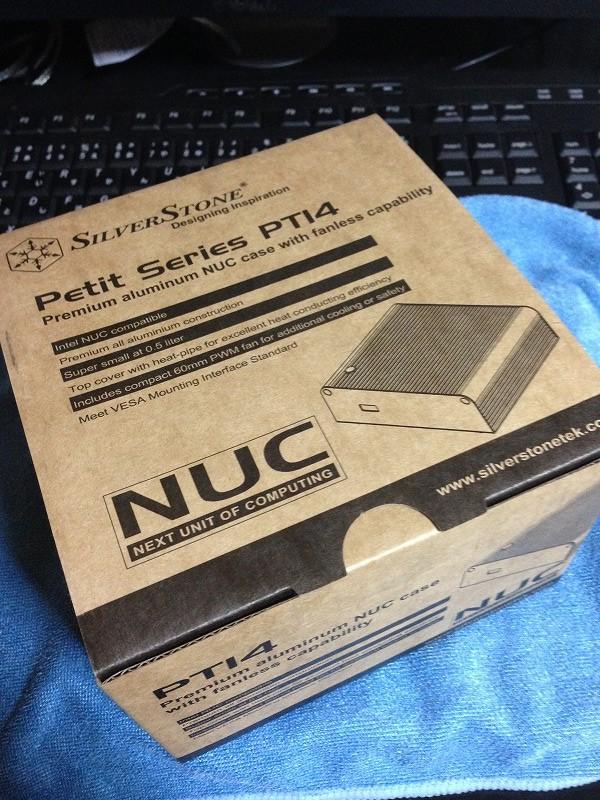 SILVERSTONE®
Designing Inspiration
Petit Series PT14
Premium aluminum NUC case with fanless capability
Intel NUC compatible
Premium all aluminium construction
Super small at 0.5 liter
Top cover with heat-pipe for excellent heat conducting efficiency
Includes compact 60mm PWM fan for additional cooling or safety
Meet VESA Mounting Interface Standard
NUC
NEXT UNIT OF COMPUTING
www.silverstonetek.co
PT14
Premium aluminum NUC case
with fanless capability
NUC